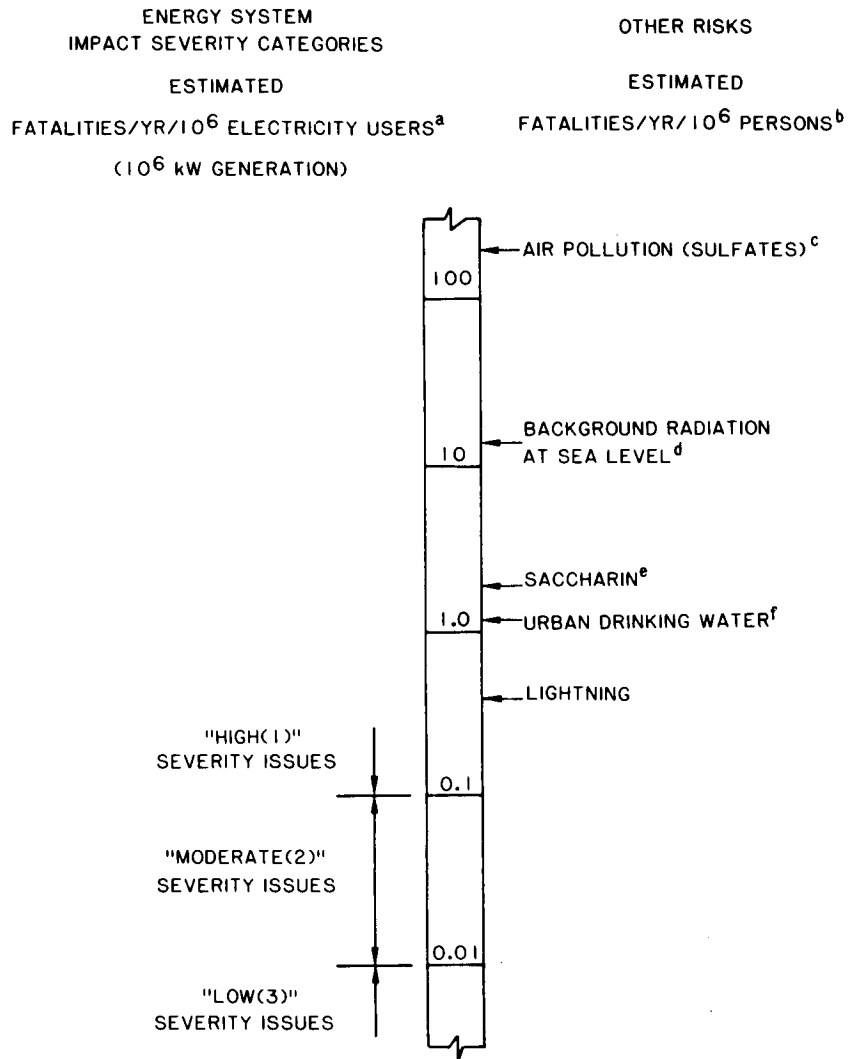 ENERGY SYSTEM
IMPACT SEVERITY CATEGORIES
ESTIMATED
FATALITIES/YR/10⁶ ELECTRICITY USERSᵃ
(10⁶ kW GENERATION)
OTHER RISKS
ESTIMATED
FATALITIES/YR/10⁶ PERSONSᵇ
AIR POLLUTION (SULFATES)ᶜ
100
BACKGROUND RADIATION
AT SEA LEVELᵈ
10
SACCHARINᵉ
URBAN DRINKING WATERᶠ
1.0
LIGHTNING
"HIGH(1)"
SEVERITY ISSUES
0.1
"MODERATE(2)"
SEVERITY ISSUES
0.01
"LOW(3)"
SEVERITY ISSUES